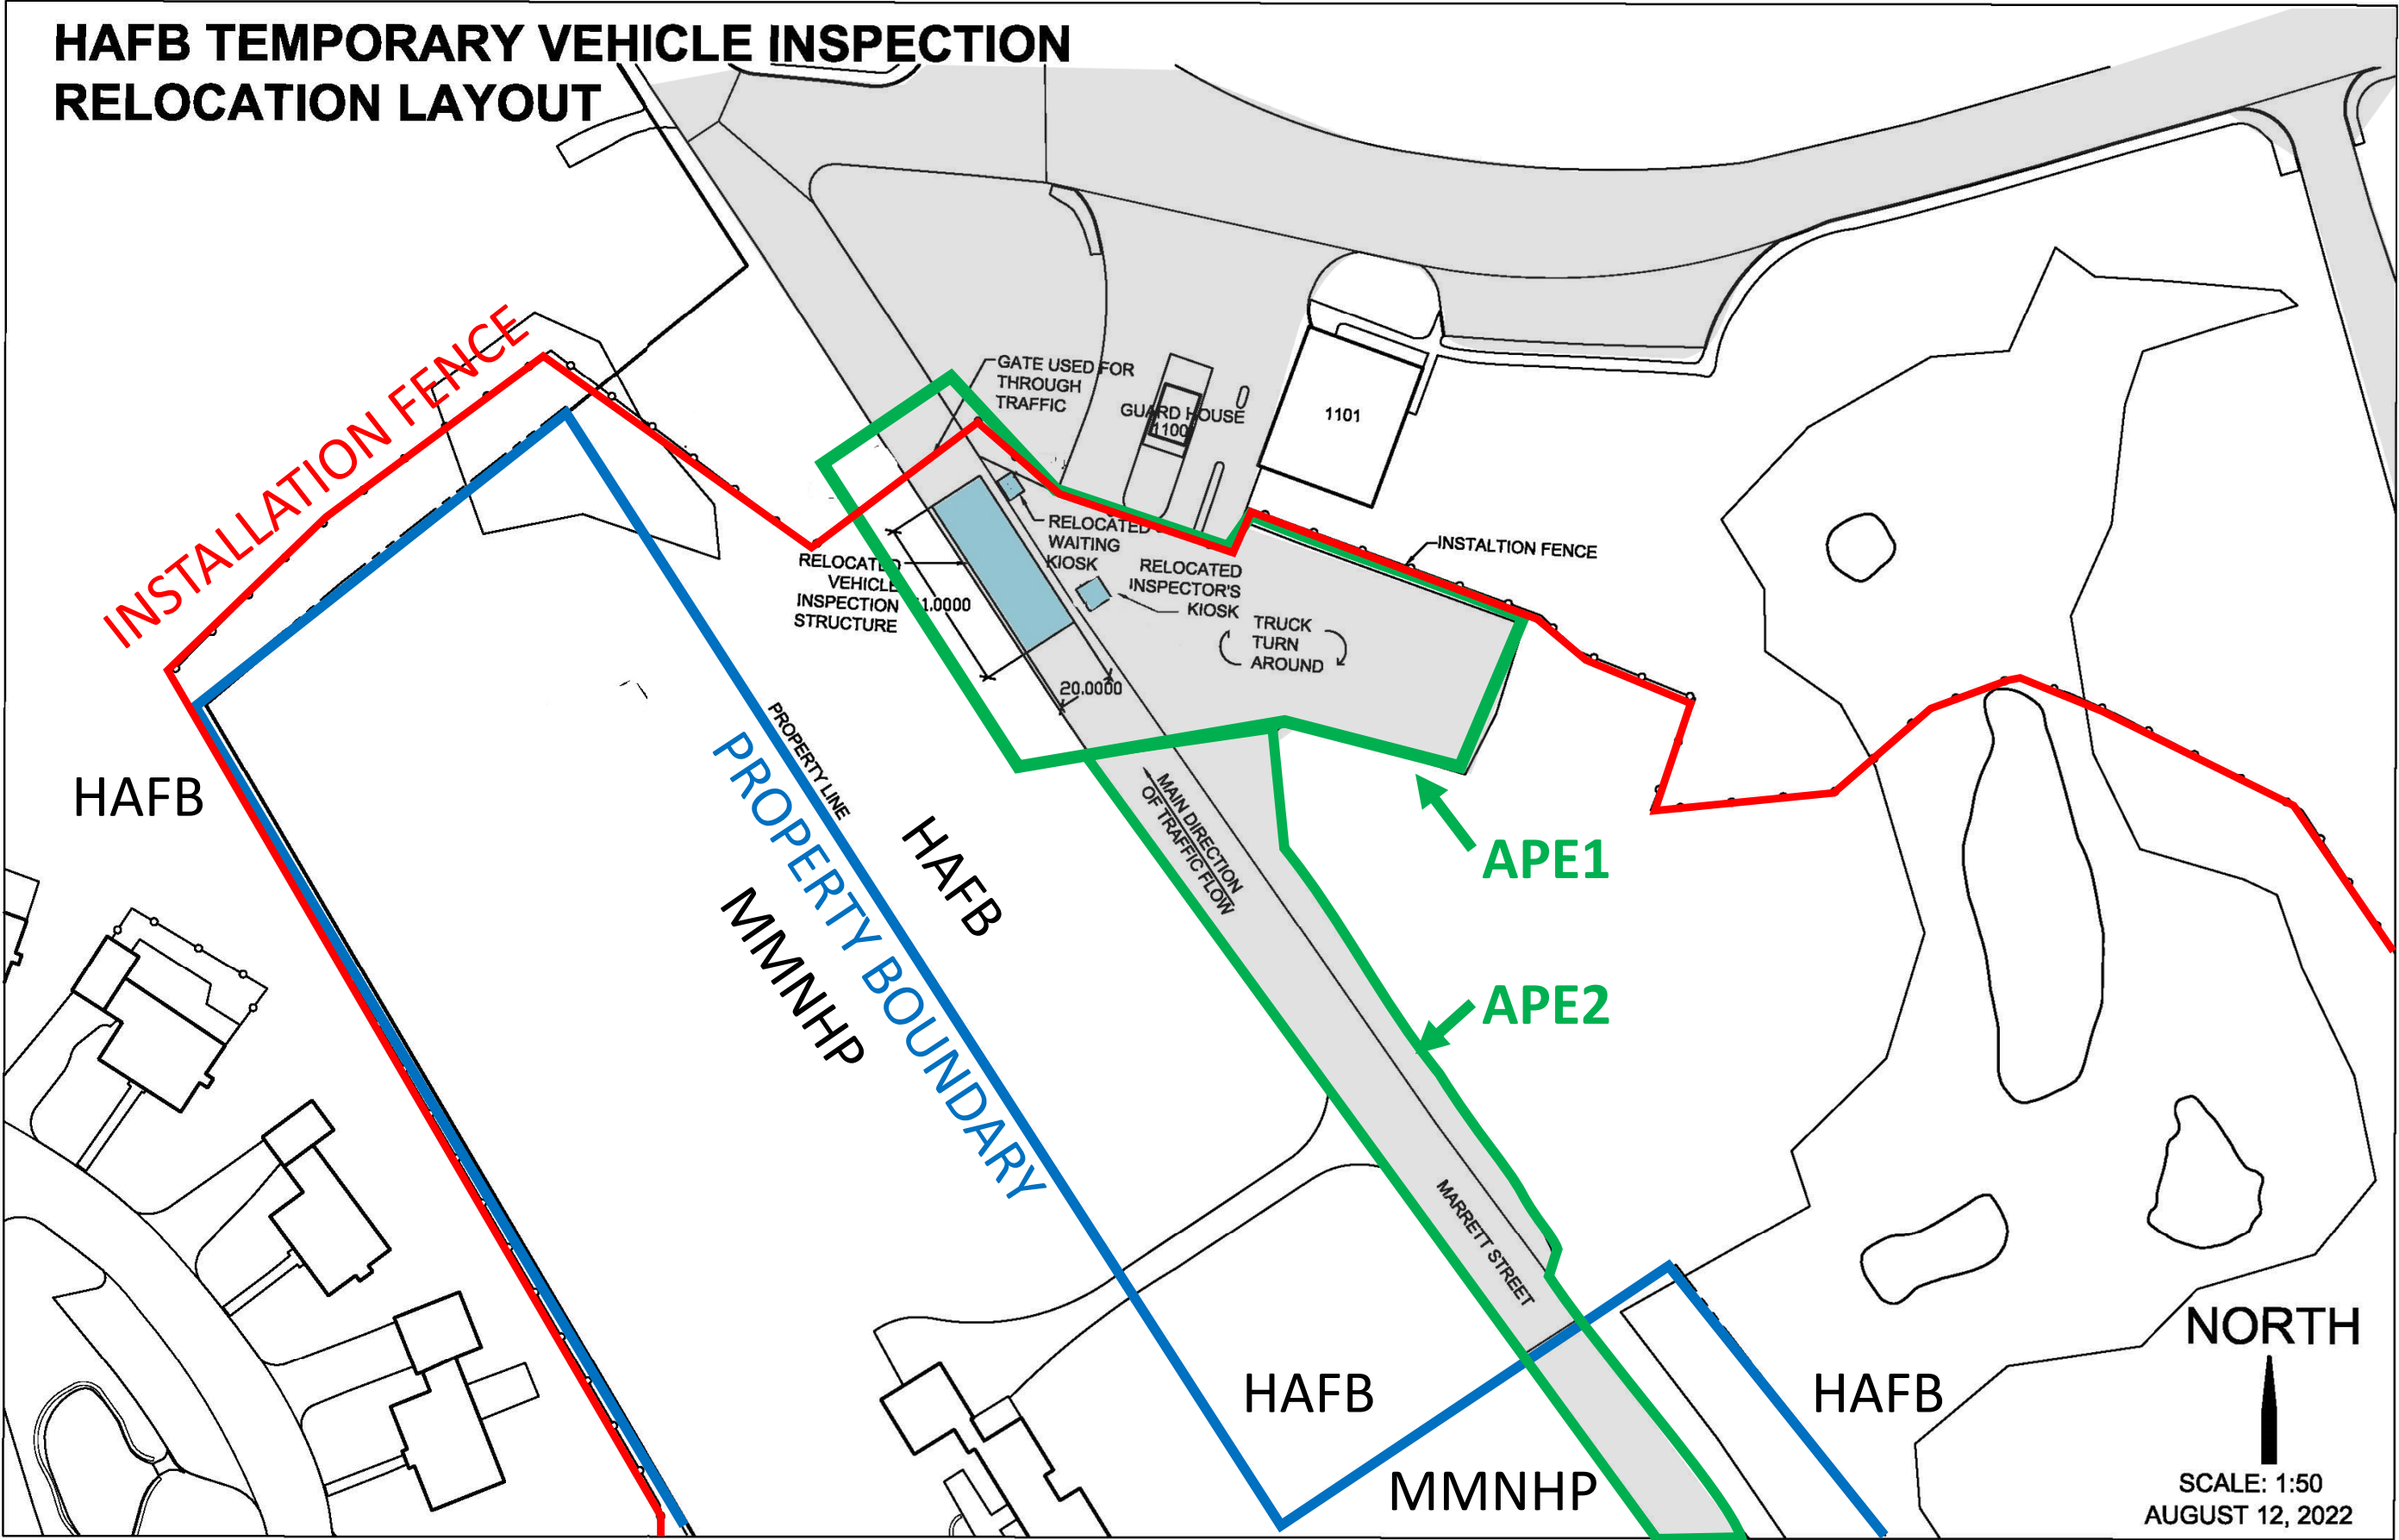 HAFB TEMPORARY VEHICLE INSPECTION
RELOCATION LAYOUT
INSTALLATION FENCE
GATE USED FOR
THROUGH
TRAFFIC
GUARD HOUSE
1100
1101
RELOCATED
WAITING
KIOSK
INSTALTION FENCE
RELOCATED
VEHICLE
INSPECTION
STRUCTURE
1.0000
RELOCATED
INSPECTOR'S
KIOSK
TRUCK
TURN
AROUND
20.0000
PROPERTY LINE
PROPERTY BOUNDARY
HAFB
HAFB
MMNHP
MAIN DIRECTION
OF TRAFFIC FLOW
APE1
APE2
MARRETT STREET
HAFB
HAFB
MMNHP
NORTH
SCALE: 1:50
AUGUST 12, 2022